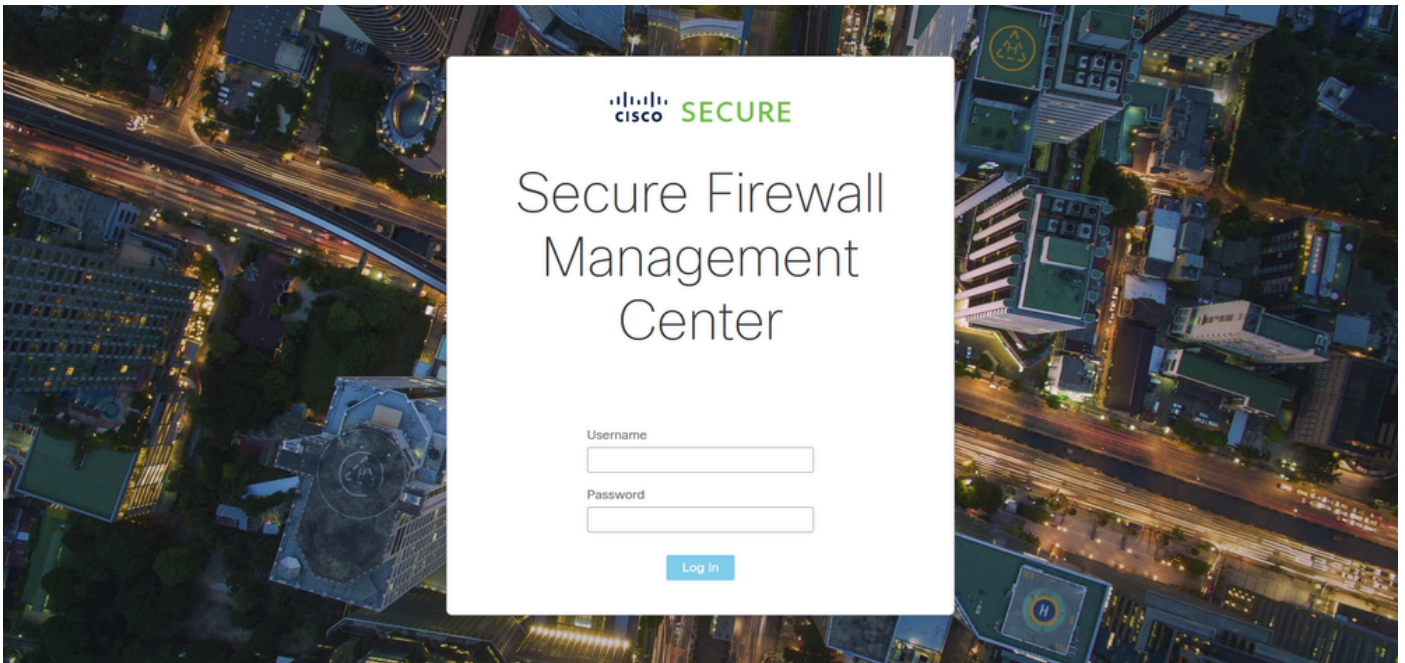 CISCO SECURE
Secure Firewall
Management
Center
Username
Password
Log In
H